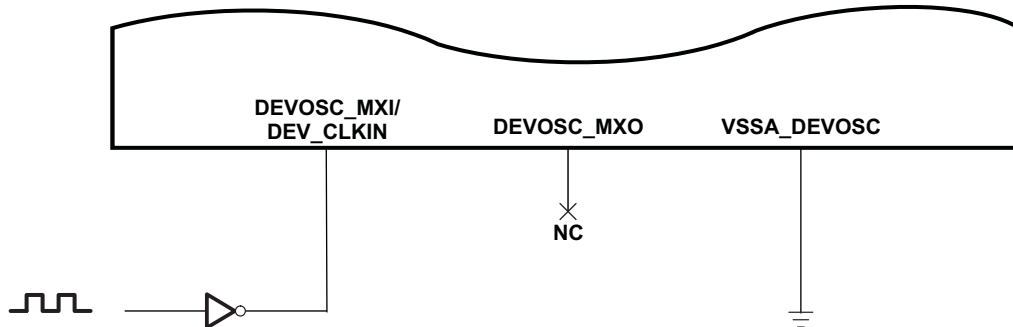 DEVOSC_MXI/
DEV_CLKIN
DEVOSC_MXO
VSSA_DEVOSC
NC